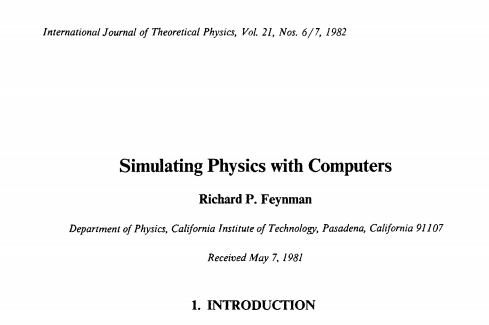 International Journal of Theoretical Physics, Vol. 21, Nos. 6/7, 1982
Simulating Physics with Computers
Richard P. Feynman
Department of Physics, California Institute of Technology, Pasadena, California 91107
Received May 7, 1981
1. INTRODUCTION